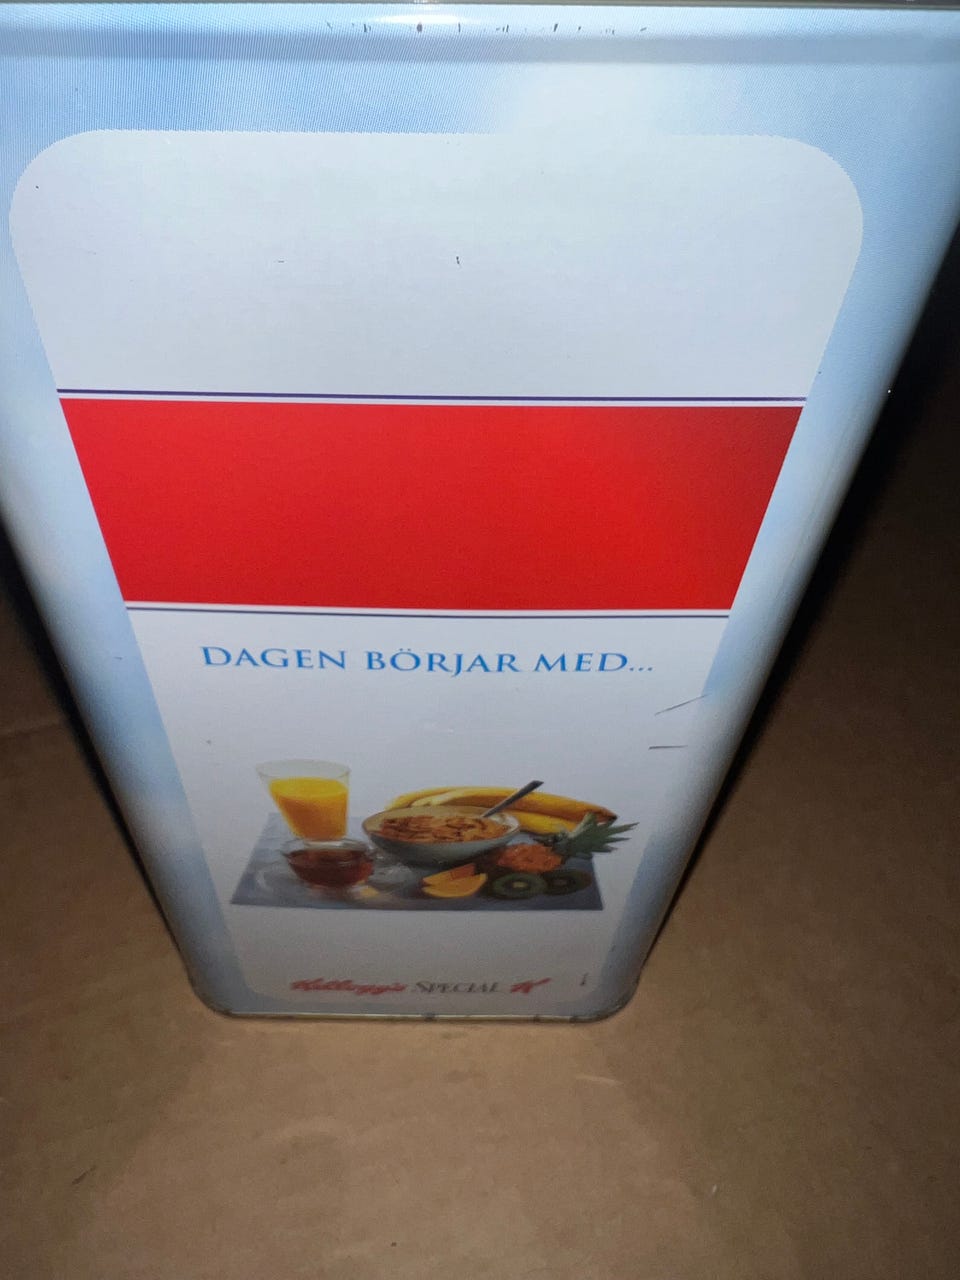 DAGEN BÖRJAR MED...
Kellogg's SPECIAL K